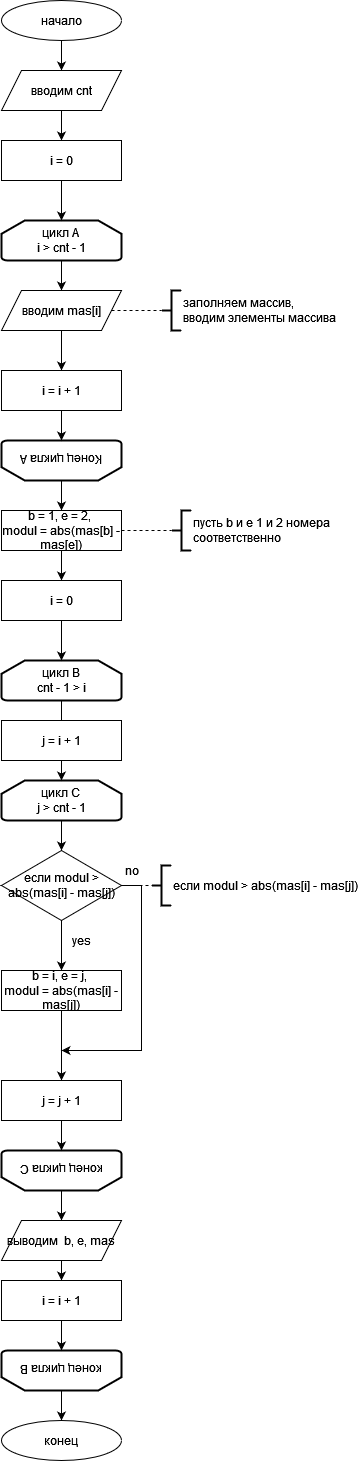 начало
вводим cnt
i = 0
цикл A
i > cnt - 1
вводим mas[i]
заполняем массив,
вводим элементы массива
i = i + 1
Конец цикла A
b = 1, e = 2,
modul = abs(mas[b] -
mas[e])
пусть b и e 1 и 2 номера
соответственно
i = 0
цикл B
cnt - 1 > i
j = i + 1
цикл C
j > cnt - 1
если modul >
abs(mas[i] - mas[j])
no
если modul > abs(mas[i] - mas[j])
yes
b = i, e = j,
modul = abs(mas[i] -
mas[j])
j = j + 1
конец цикла C
выводим b, e, mas
i = i + 1
конец цикла B
конец